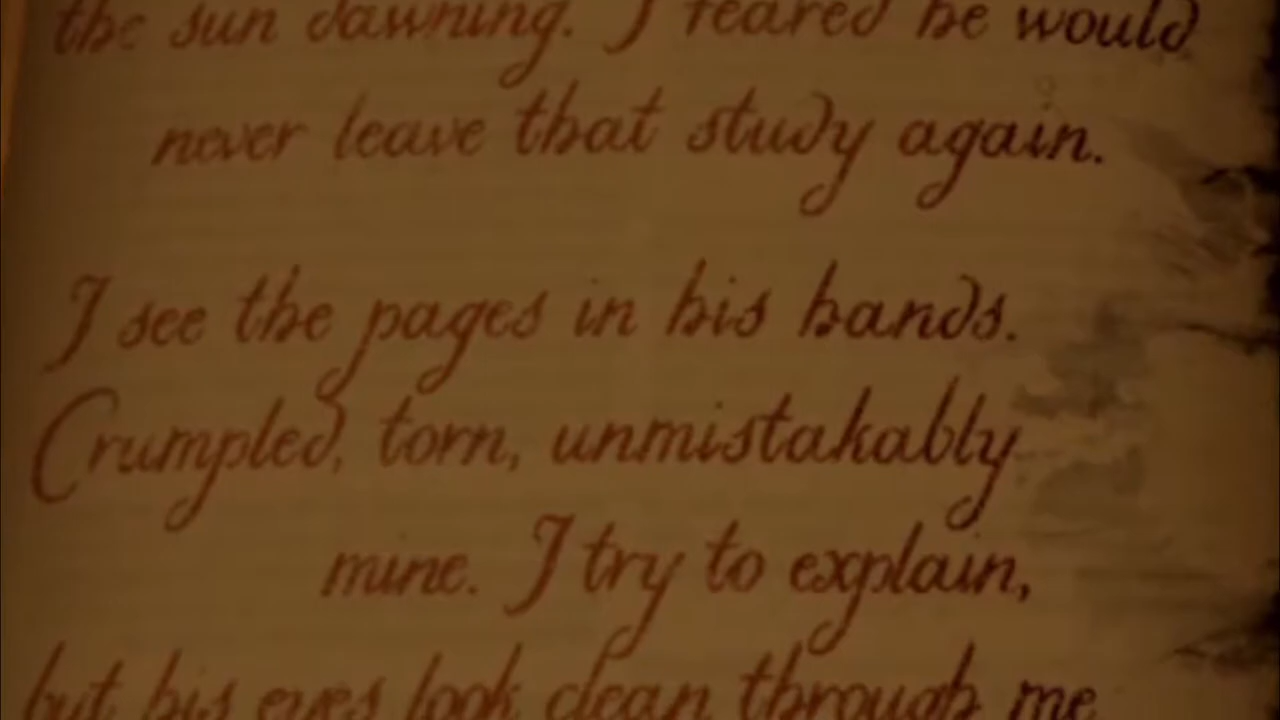 the sun dawning. I feared he would
never leave that study again.
I see the pages in his hands.
Crumpled, torn, unmistakably
mine. I try to explain,
but his eyes look clean through me